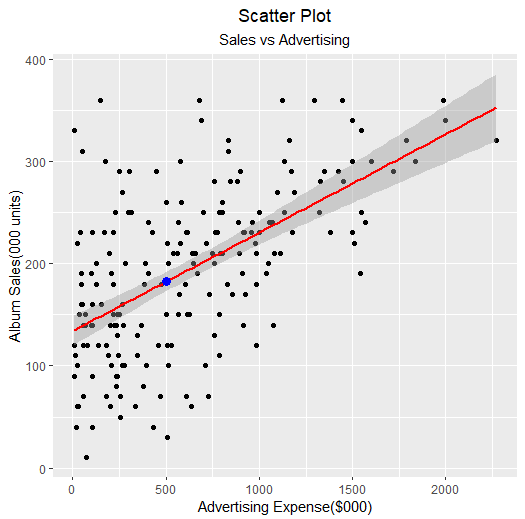 Scatter Plot
Sales vs Advertising
Album Sales(000 units)
400
300
200
100
0
0 500 1000 1500 2000
Advertising Expense($000)